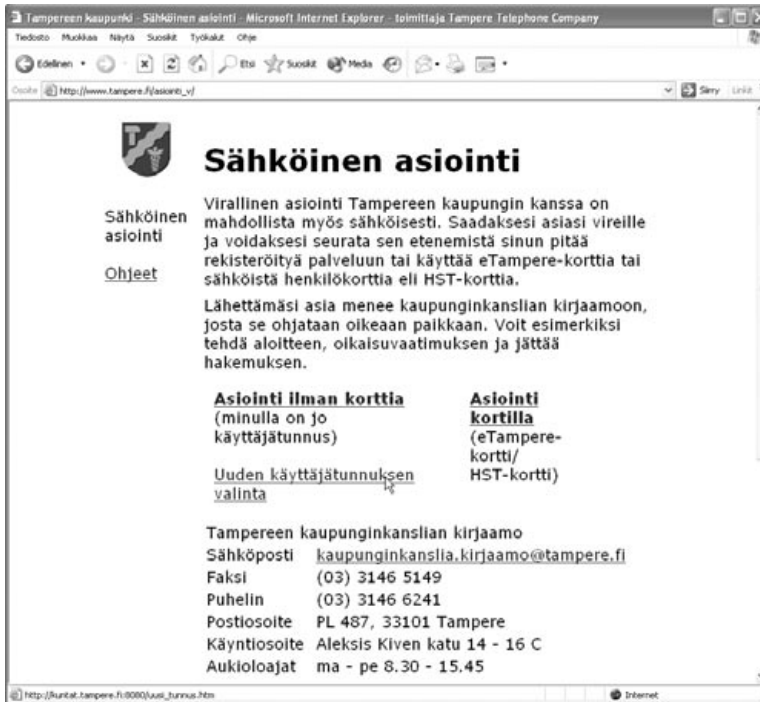 Tampereen kaupunki - Sähköinen asiointi - Microsoft Internet Explorer - toimittaja Tampere Telephone Company
Tiedosto Muokkaa Näytä Suosikit Työkalut Ohje
Edellinen Etsi Suosikit Media
Osoite http://www.tampere.fi/asiointi_v/ Siirry Linkit
T
Sähköinen asiointi
Sähköinen
asiointi
Ohjeet
Virallinen asiointi Tampereen kaupungin kanssa on
mahdollista myös sähköisesti. Saadaksesi asiasi vireille
ja voidaksesi seurata sen etenemistä sinun pitää
rekisteröityä palveluun tai käyttää eTampere-korttia tai
sähköistä henkilökorttia eli HST-korttia.
Lähettämäsi asia menee kaupunginkanslian kirjaamoon,
josta se ohjataan oikeaan paikkaan. Voit esimerkiksi
tehdä aloitteen, oikaisuvaatimuksen ja jättää
hakemuksen.
Asiointi ilman korttia
(minulla on jo
käyttäjätunnus)
Uuden käyttäjätunnuksen
valinta
Asiointi
kortilla
(eTampere-
kortti/
HST-kortti)
Tampereen kaupunginkanslian kirjaamo
Sähköposti kaupunginkanslia.kirjaamo@tampere.fi
Faksi (03) 3146 5149
Puhelin (03) 3146 6241
Postiosoite PL 487, 33101 Tampere
Käyntiosoite Aleksis Kiven katu 14 - 16 C
Aukioloajat ma - pe 8.30 - 15.45
http://kuntat.tampere.fi:8080/uusi_tunnus.htm Internet